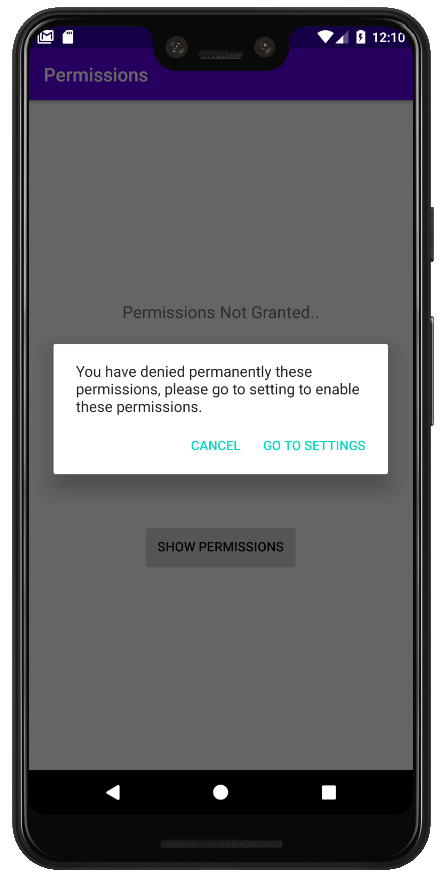 12:10
Permissions
Permissions Not Granted..
You have denied permanently these
permissions, please go to setting to enable
these permissions.
CANCEL GO TO SETTINGS
SHOW PERMISSIONS